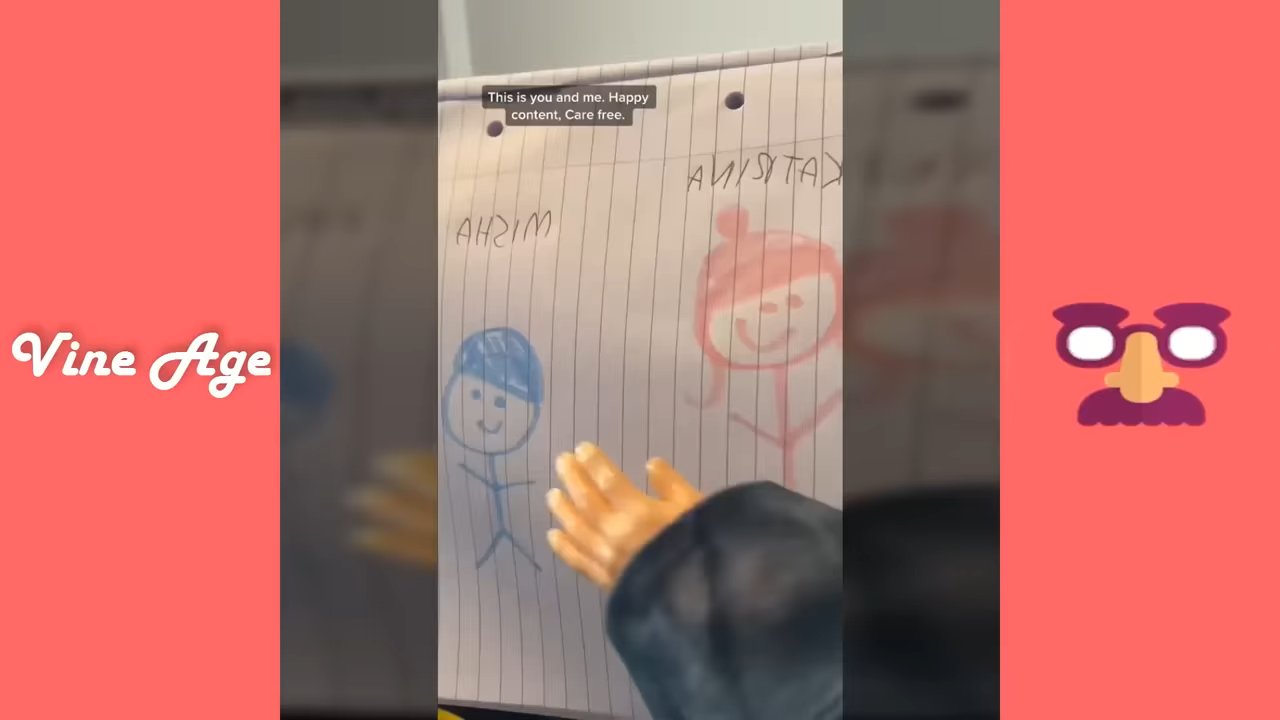 This is you and me. Happy
content, Care free.
KATRINA
MISHA
Vine Age